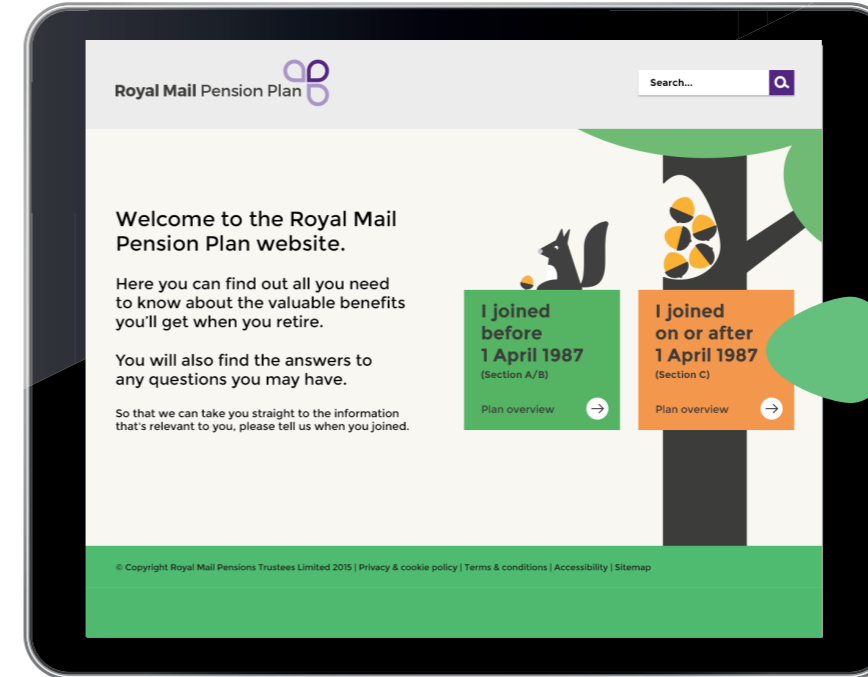 Royal Mail Pension Plan
Search...
Welcome to the Royal Mail
Pension Plan website.
Here you can find out all you need
to know about the valuable benefits
you'll get when you retire.
You will also find the answers to
any questions you may have.
So that we can take you straight to the information
that's relevant to you, please tell us when you joined.
I joined
before
1 April 1987
(Section A/B)
Plan overview
I joined
on or after
1 April 1987
(Section C)
Plan overview
© Copyright Royal Mail Pensions Trustees Limited 2015 | Privacy & cookie policy | Terms & conditions | Accessibility | Sitemap